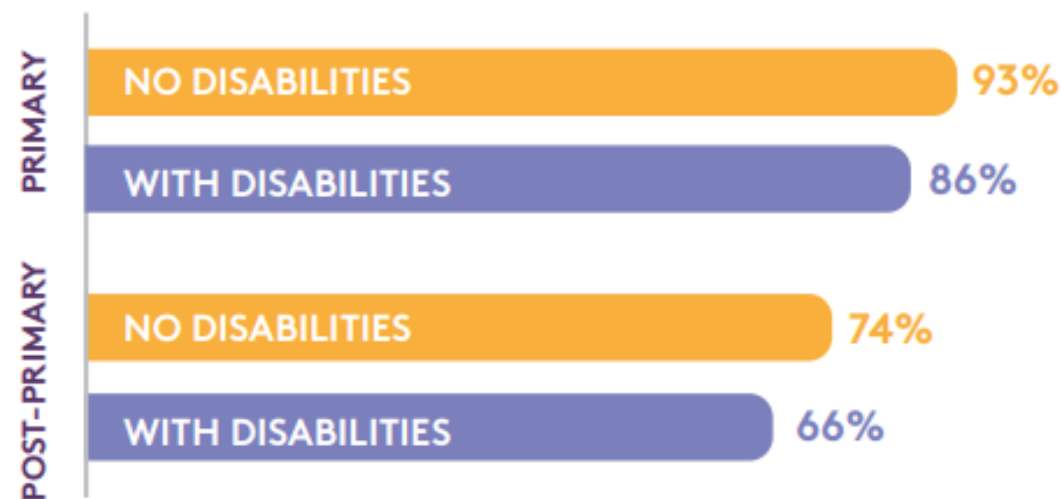 PRIMARY
NO DISABILITIES 93%
WITH DISABILITIES 86%
POST-PRIMARY
NO DISABILITIES 74%
WITH DISABILITIES 66%